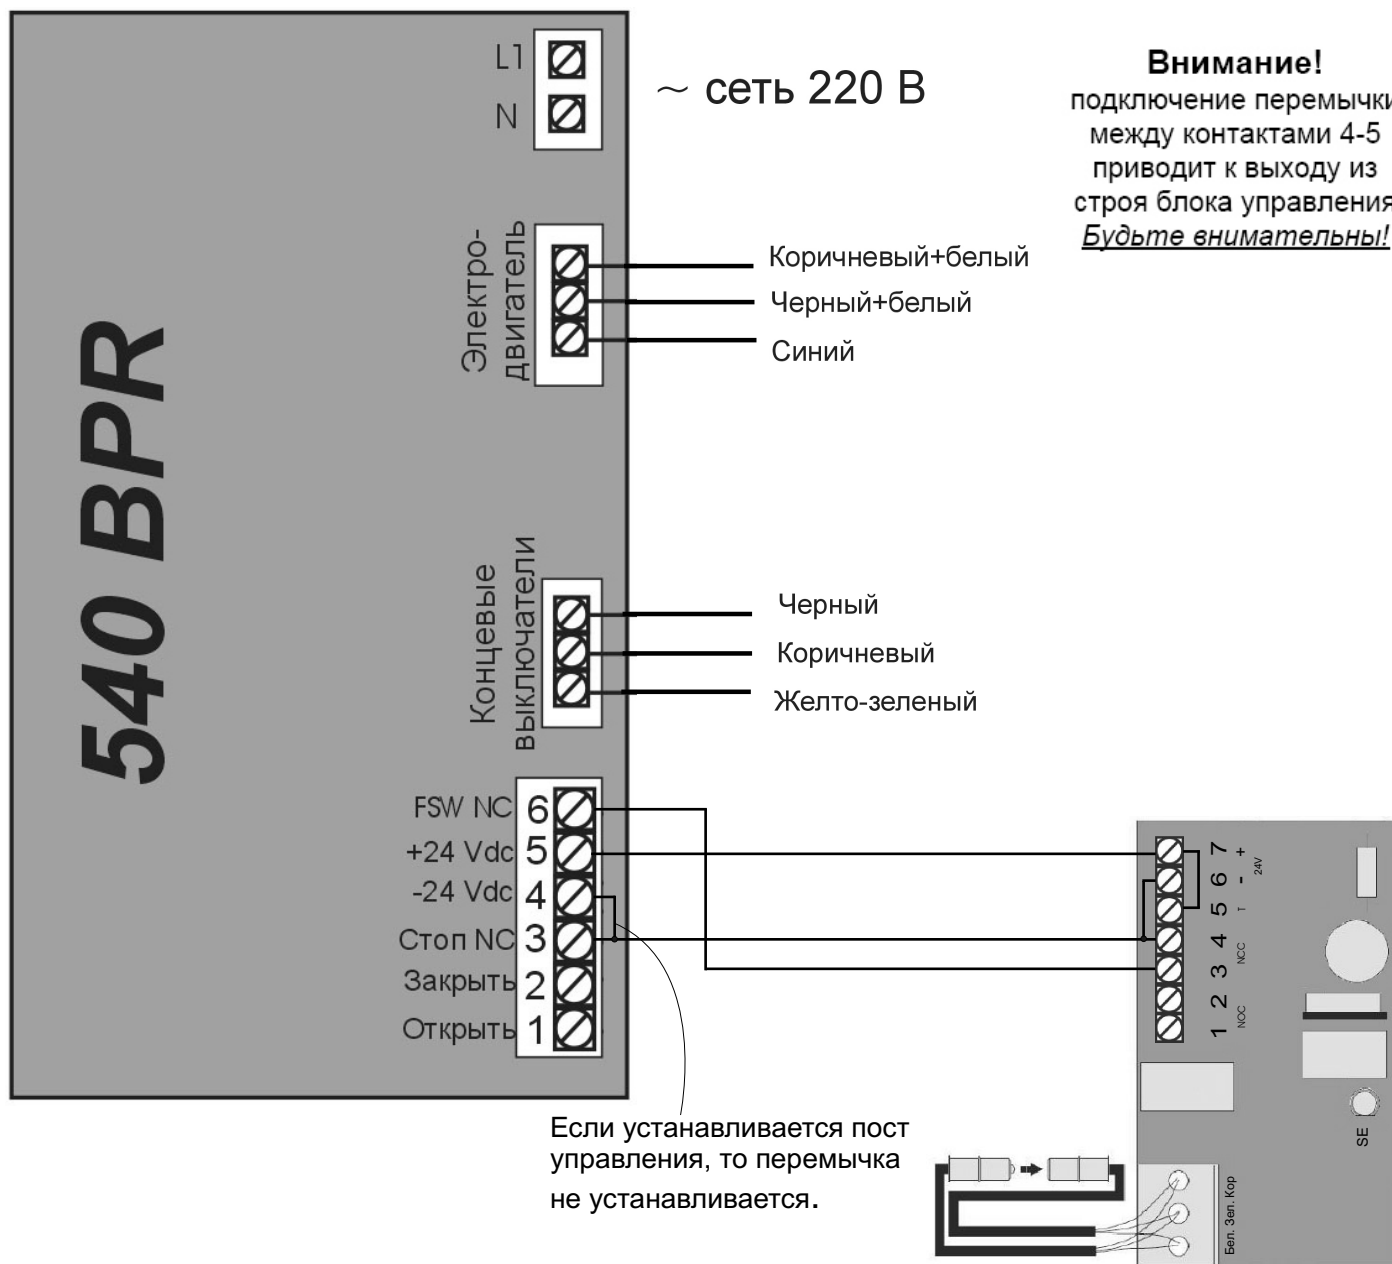 L1
N
~ сеть 220 В
Внимание!
подключение перемычки
между контактами 4-5
приводит к выходу из
строя блока управления
Будьте внимательны!
540 BPR
Электро-
двигатель
Коричневый+белый
Черный+белый
Синий
Концевые
выключатели
Черный
Коричневый
Желто-зеленый
FSW NC 6
+24 Vdc 5
-24 Vdc 4
Стоп NC 3
Закрыть 2
Открыть 1
7 +
24V
6 -
5 T
4
NCC
3
2
NOC
1
SE
Бел. Зел. Кор
Если устанавливается пост
управления, то перемычка
не устанавливается.